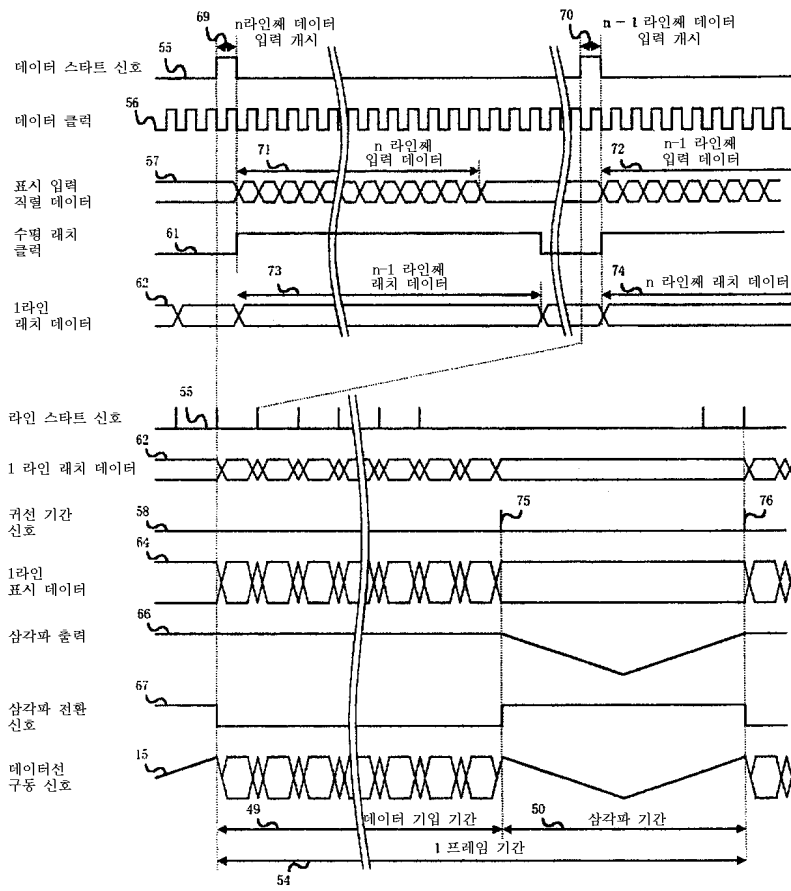 69
n라인째 데이터
입력 개시
70
n - 1 라인째 데이터
입력 개시
데이터 스타트 신호
55
데이터 클럭
56
71
n 라인째
입력 데이터
72
n-1 라인째
입력 데이터
표시 입력
직렬 데이터
57
수평 래치
클럭
61
73
n-1 라인째
래치 데이터
74
n 라인째 래치 데이터
1라인
래치 데이터
62
라인 스타트 신호
55
1 라인 래치 데이터
62
귀선 기간
신호
58
75
76
1라인
표시 데이터
64
삼각파 출력
66
삼각파 전환
신호
67
데이터선
구동 신호
15
49
데이터 기입 기간
50
삼각파 기간
1 프레임 기간
54